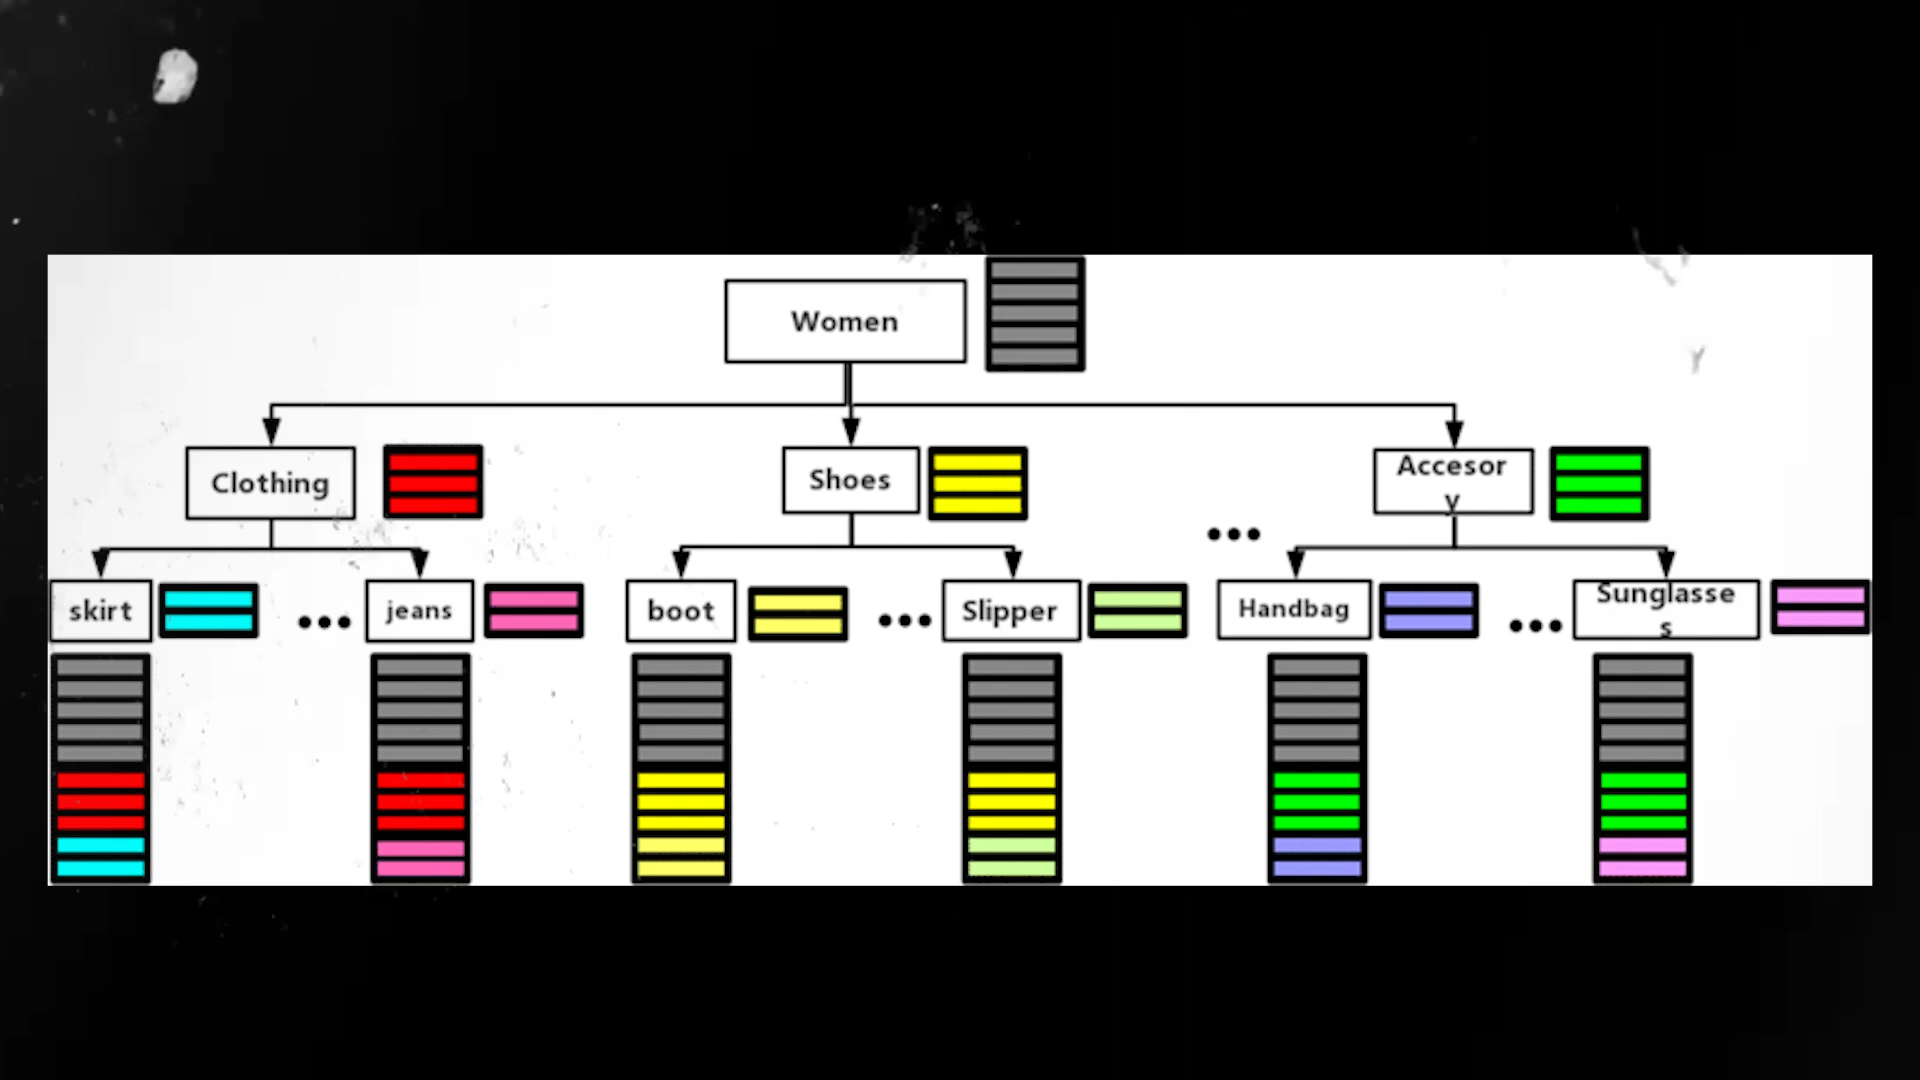 Women
Clothing
Shoes
Accesor
y
skirt
jeans
boot
Slipper
Handbag
Sunglasse
s